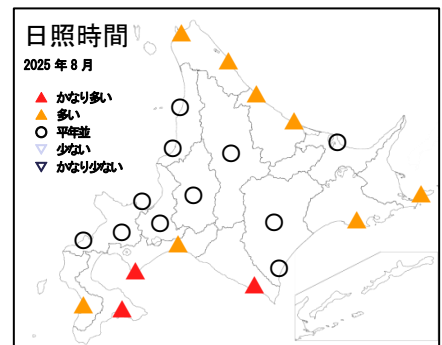 日照時間
2025 年 8 月
かなり多い
多い
平年並
少ない
かなり少ない